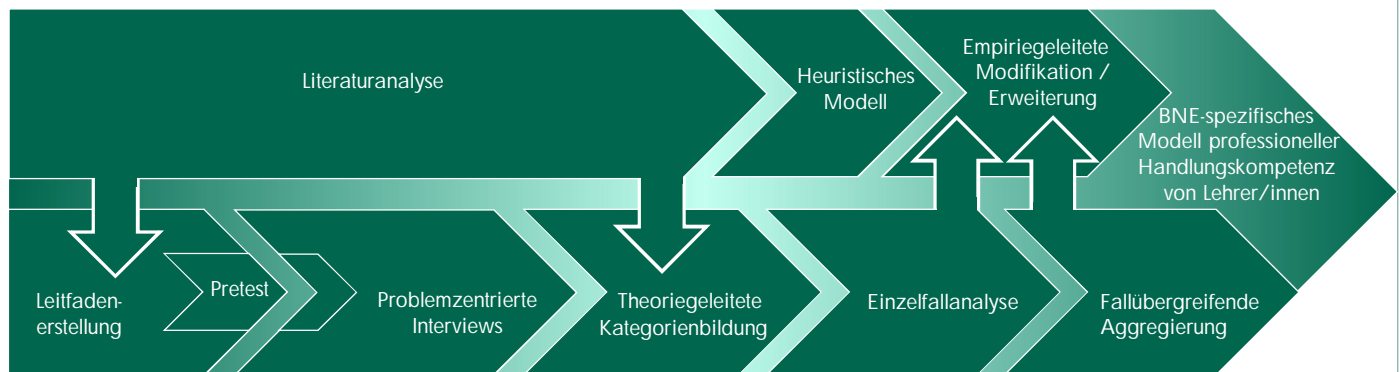 Literaturanalyse
Heuristisches
Modell
Empiriegeleitete
Modifikation /
Erweiterung
BNE-spezifisches
Modell professioneller
Handlungskompetenz
von Lehrer/innen
Leitfaden-
erstellung
Pretest
Problemzentrierte
Interviews
Theoriegeleitete
Kategorienbildung
Einzelfallanalyse
Fallübergreifende
Aggregierung